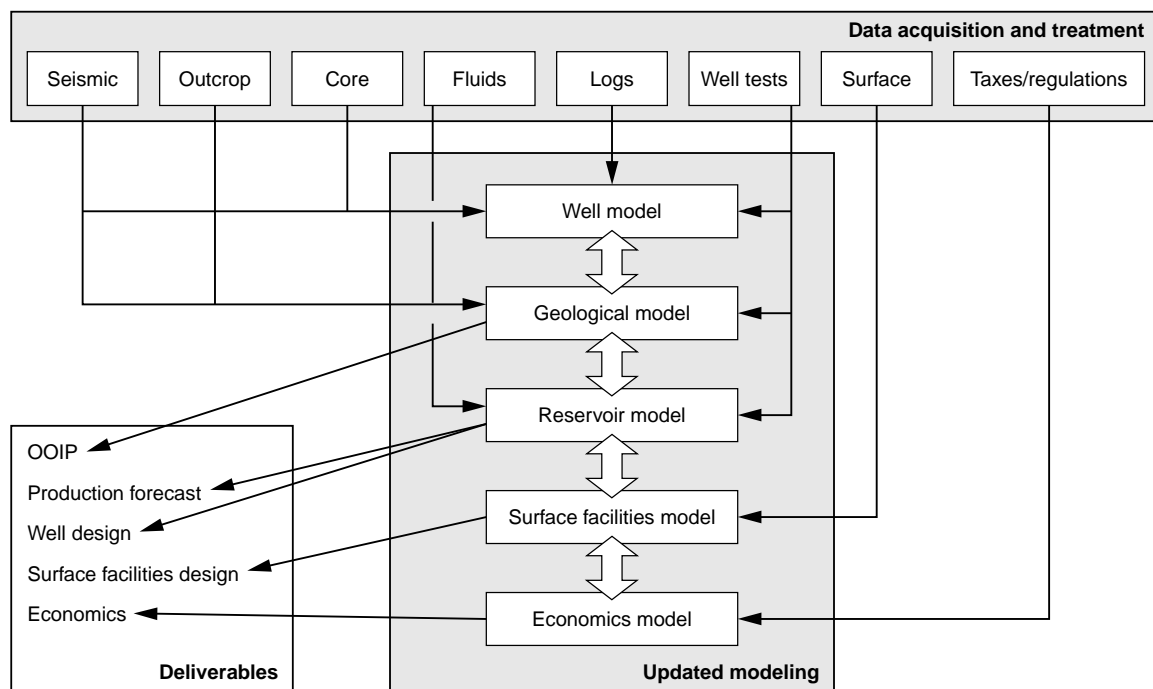 Data acquisition and treatment
Seismic
Outcrop
Core
Fluids
Logs
Well tests
Surface
Taxes/regulations
Well model
Geological model
Reservoir model
Surface facilities model
Economics model
Updated modeling
OOIP
Production forecast
Well design
Surface facilities design
Economics
Deliverables